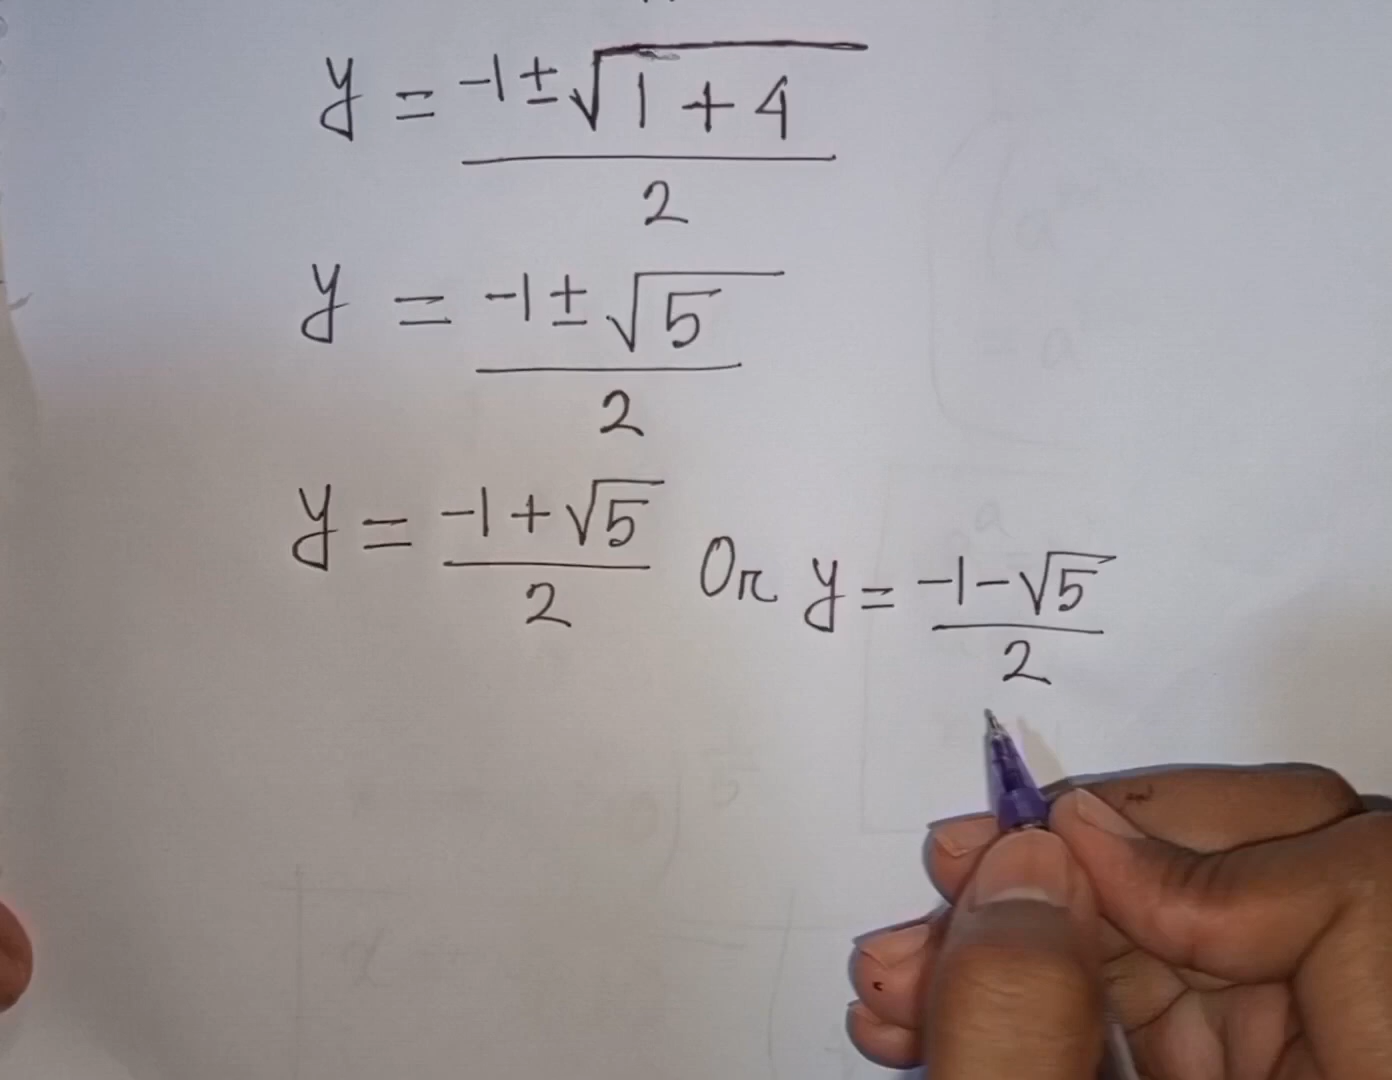 y = (-1 ± √(1 + 4)) / 2
y = (-1 ± √5) / 2
y = (-1 + √5) / 2 Or y = (-1 - √5) / 2